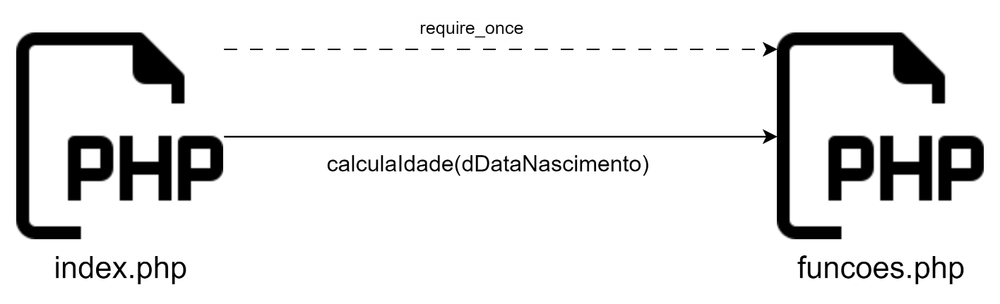 require_once
PHP
calculaIdade(dDataNascimento)
PHP
index.php
funcoes.php